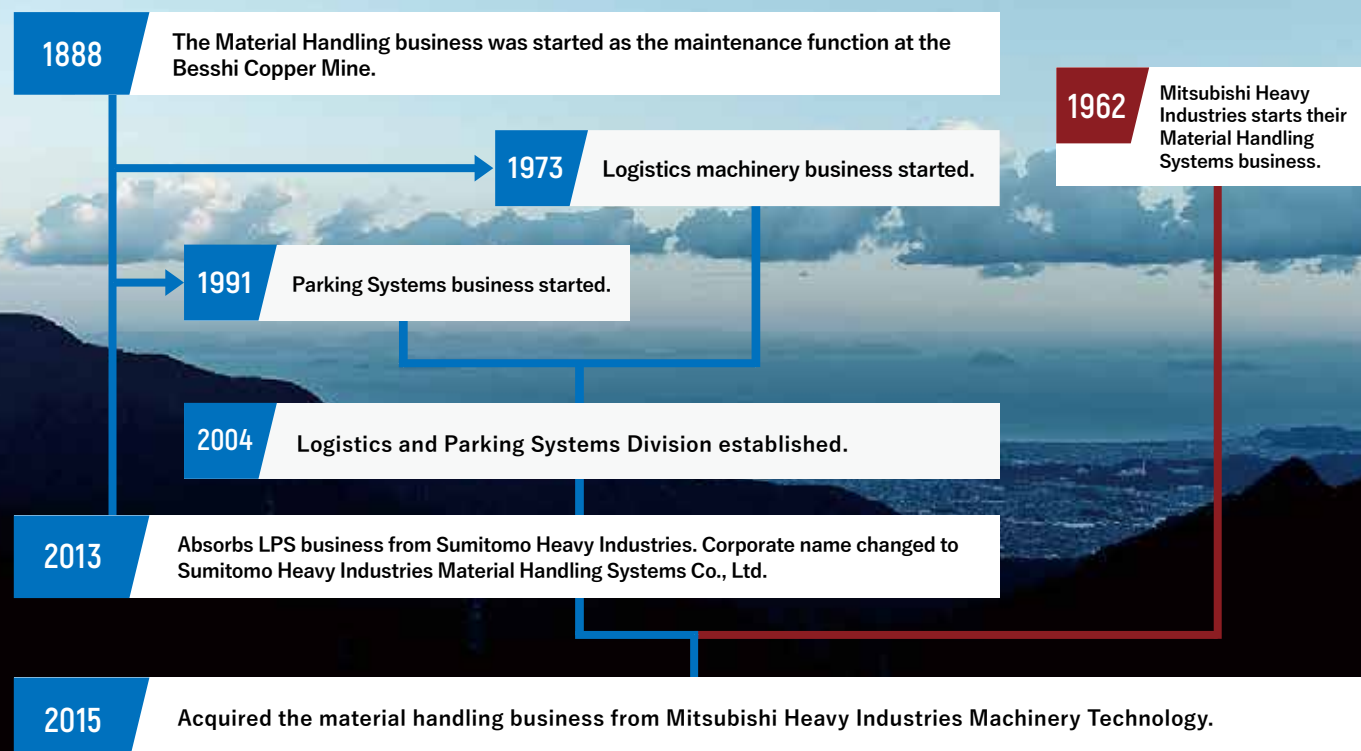 1888
The Material Handling business was started as the maintenance function at the
Besshi Copper Mine.
1962
Mitsubishi Heavy
Industries starts their
Material Handling
Systems business.
1973
Logistics machinery business started.
1991
Parking Systems business started.
2004
Logistics and Parking Systems Division established.
2013
Absorbs LPS business from Sumitomo Heavy Industries. Corporate name changed to
Sumitomo Heavy Industries Material Handling Systems Co., Ltd.
2015
Acquired the material handling business from Mitsubishi Heavy Industries Machinery Technology.